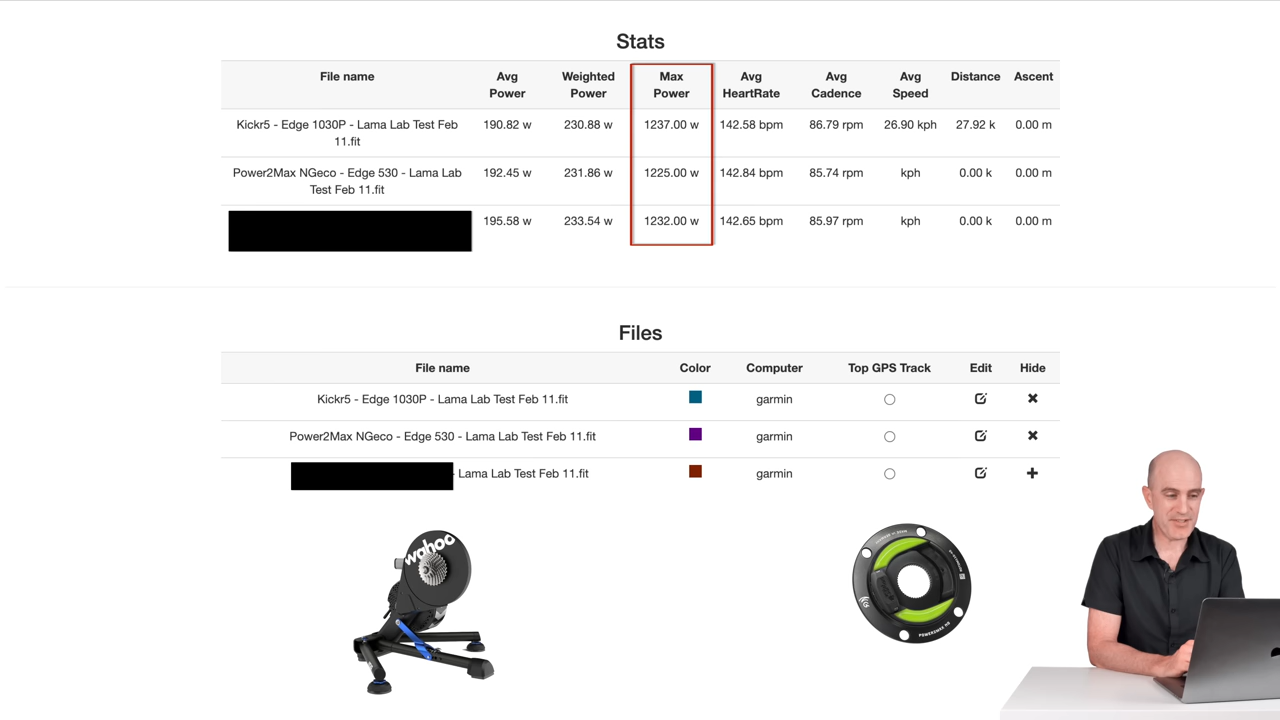 Stats
File name Avg Power Weighted Power Max Power Avg HeartRate Avg Cadence Avg Speed Distance Ascent
Kickr5 - Edge 1030P - Lama Lab Test Feb 11.fit 190.82 w 230.88 w 1237.00 w 142.58 bpm 86.79 rpm 26.90 kph 27.92 k 0.00 m
Power2Max NGeco - Edge 530 - Lama Lab Test Feb 11.fit 192.45 w 231.86 w 1225.00 w 142.84 bpm 85.74 rpm kph 0.00 k 0.00 m
195.58 w 233.54 w 1232.00 w 142.65 bpm 85.97 rpm kph 0.00 k 0.00 m
Files
File name Color Computer Top GPS Track Edit Hide
Kickr5 - Edge 1030P - Lama Lab Test Feb 11.fit garmin
Power2Max NGeco - Edge 530 - Lama Lab Test Feb 11.fit garmin
- Lama Lab Test Feb 11.fit garmin
wahoo
POWER2MAX NG